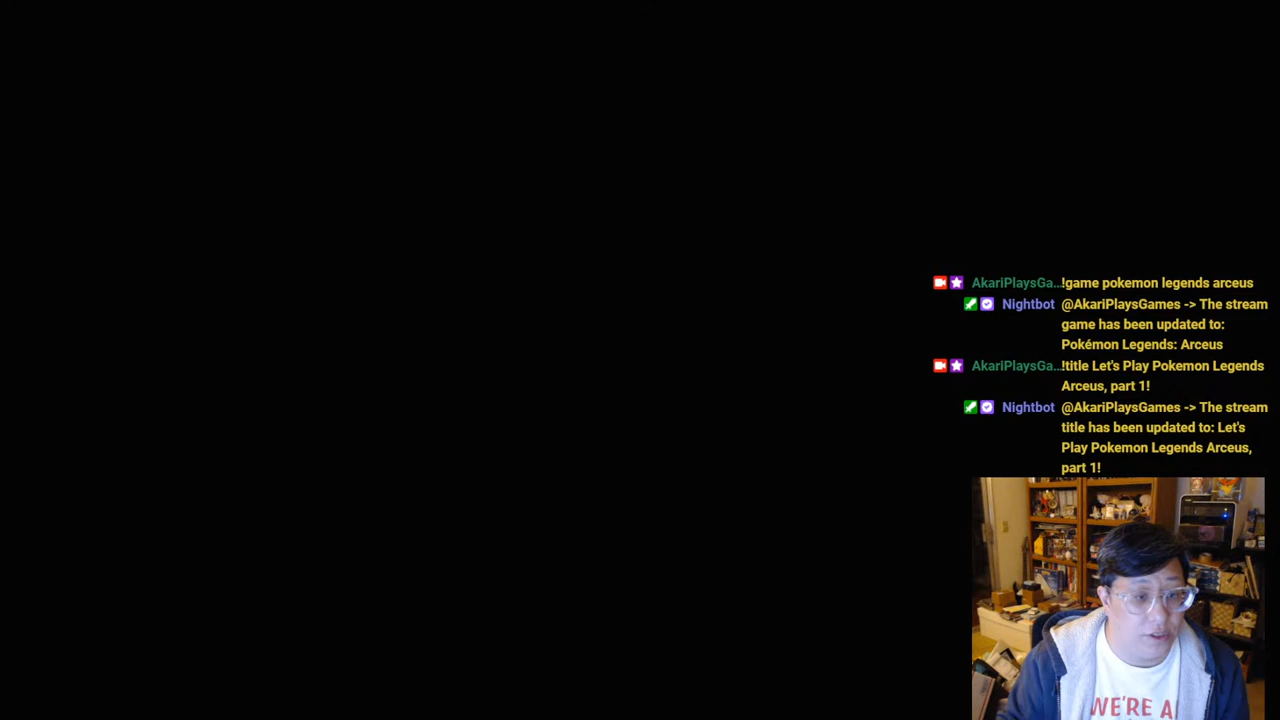 AkariPlaysGa... !game pokemon legends arceus
Nightbot @AkariPlaysGames -> The stream
game has been updated to:
Pokémon Legends: Arceus
AkariPlaysGa... !title Let's Play Pokemon Legends
Arceus, part 1!
Nightbot @AkariPlaysGames -> The stream
title has been updated to: Let's
Play Pokemon Legends Arceus,
part 1!
WE'RE A